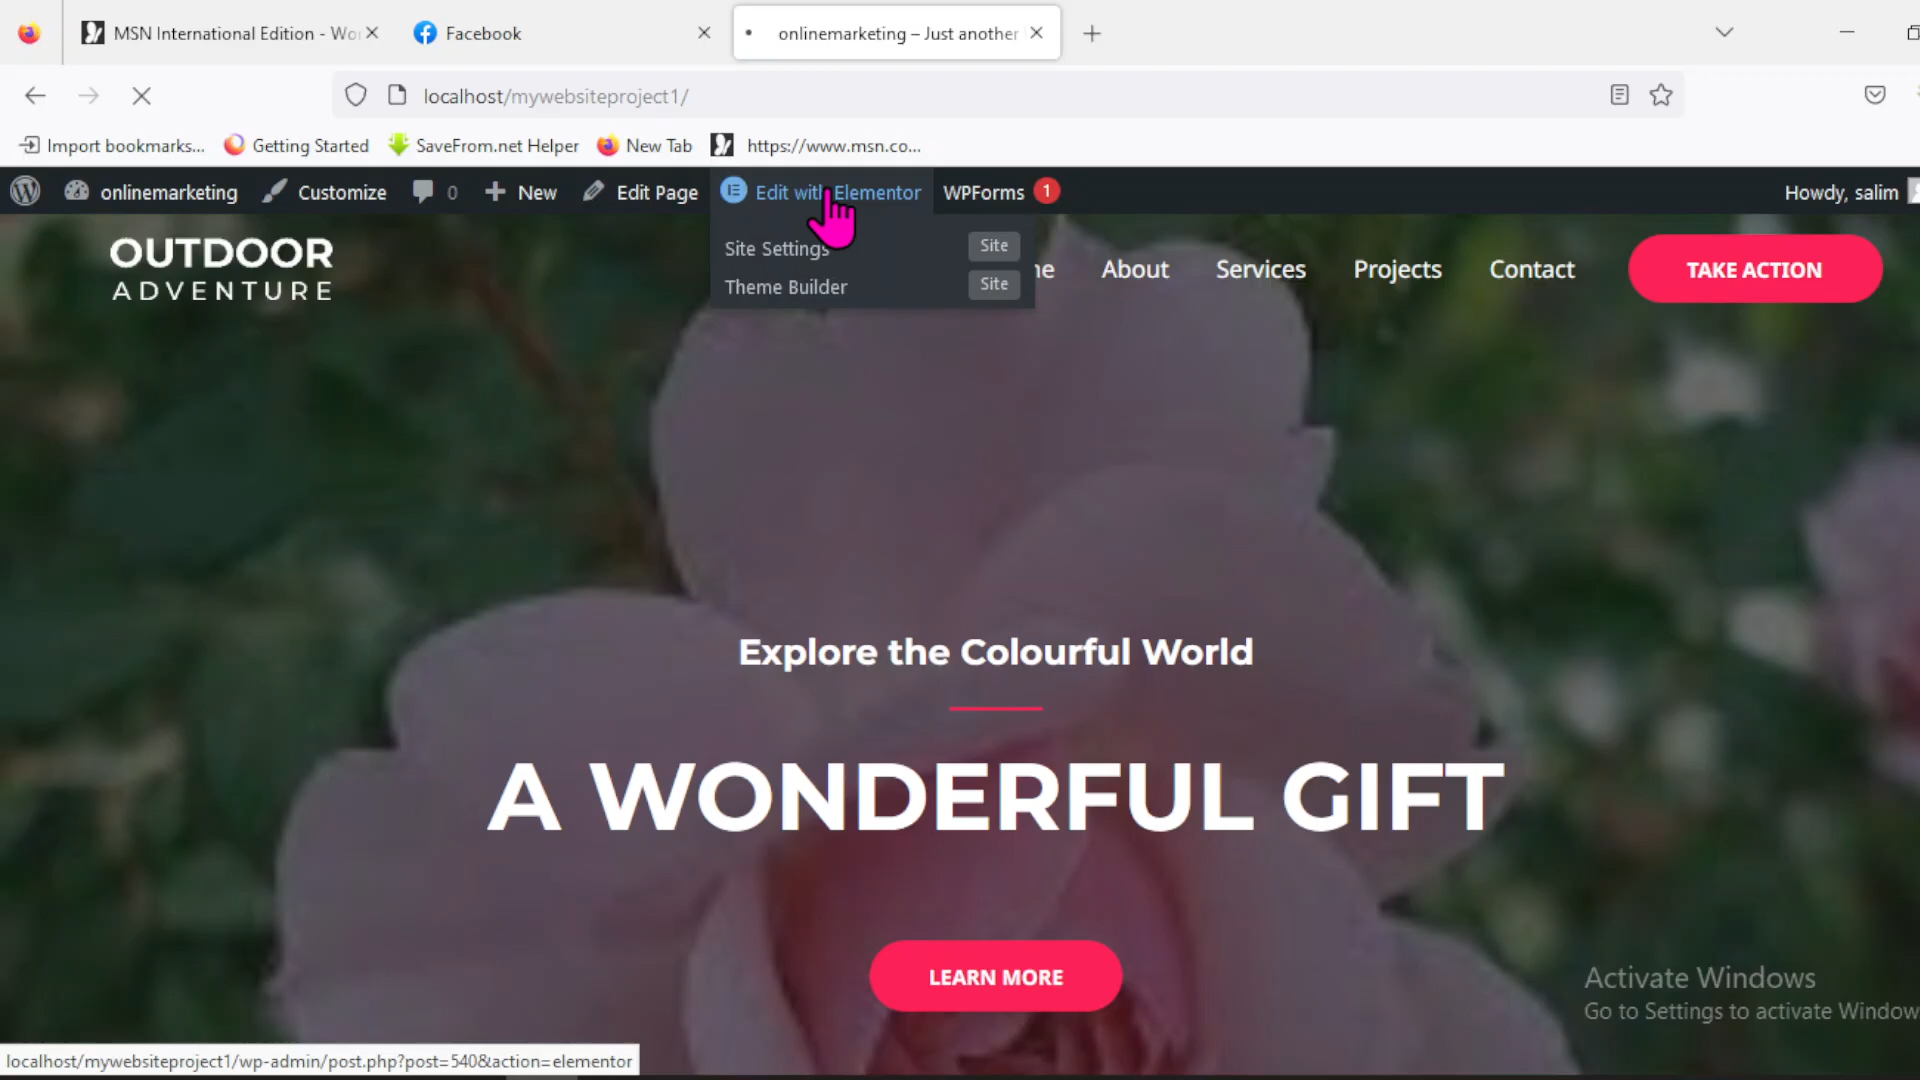 MSN International Edition - Wo
Facebook
onlinemarketing – Just another
localhost/mywebsiteproject1/
Import bookmarks...
Getting Started
SaveFrom.net Helper
New Tab
https://www.msn.co...
onlinemarketing
Customize
0
New
Edit Page
Edit with Elementor
WPForms
1
Howdy, salim
Site Settings
Site
Theme Builder
Site
OUTDOOR
ADVENTURE
About
Services
Projects
Contact
TAKE ACTION
Explore the Colourful World
A WONDERFUL GIFT
LEARN MORE
Activate Windows
Go to Settings to activate Window
localhost/mywebsiteproject1/wp-admin/post.php?post=540&action=elementor